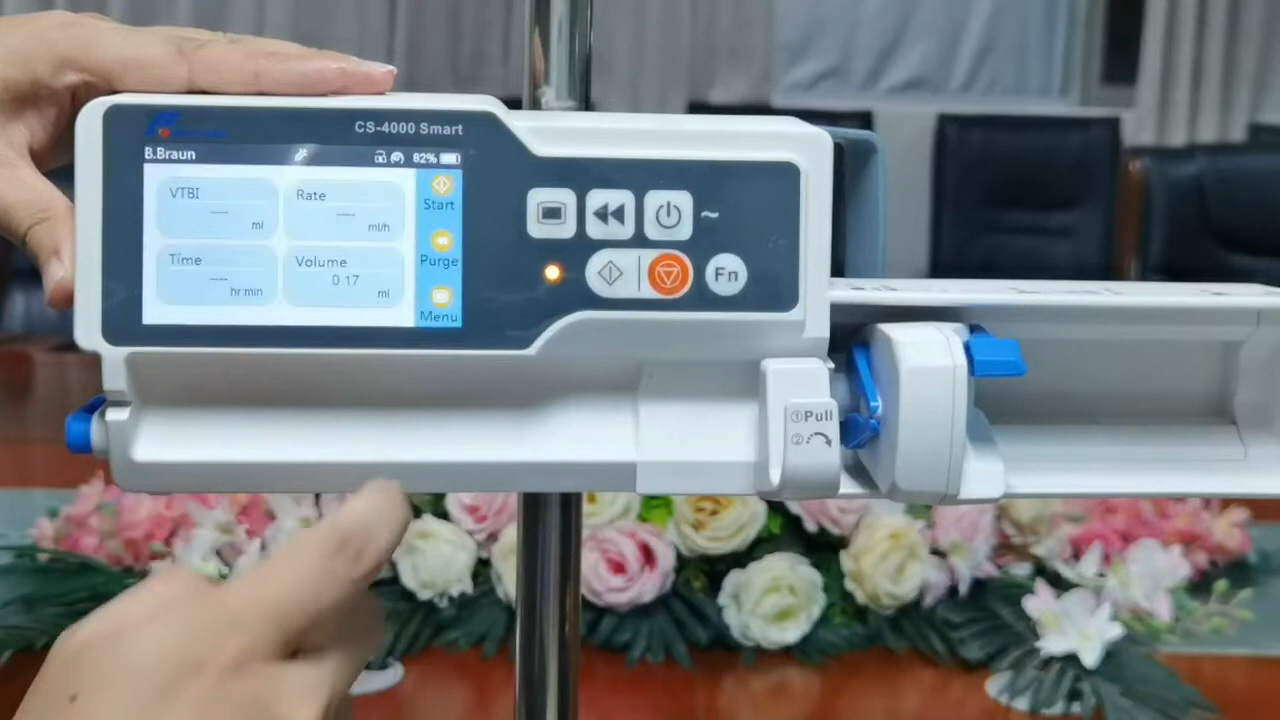 CS-4000 Smart
B.Braun
82%
VTBI
ml
Rate
ml/h
Time
hr:min
Volume
0.17
ml
Start
Purge
Menu
Fn
①Pull
②